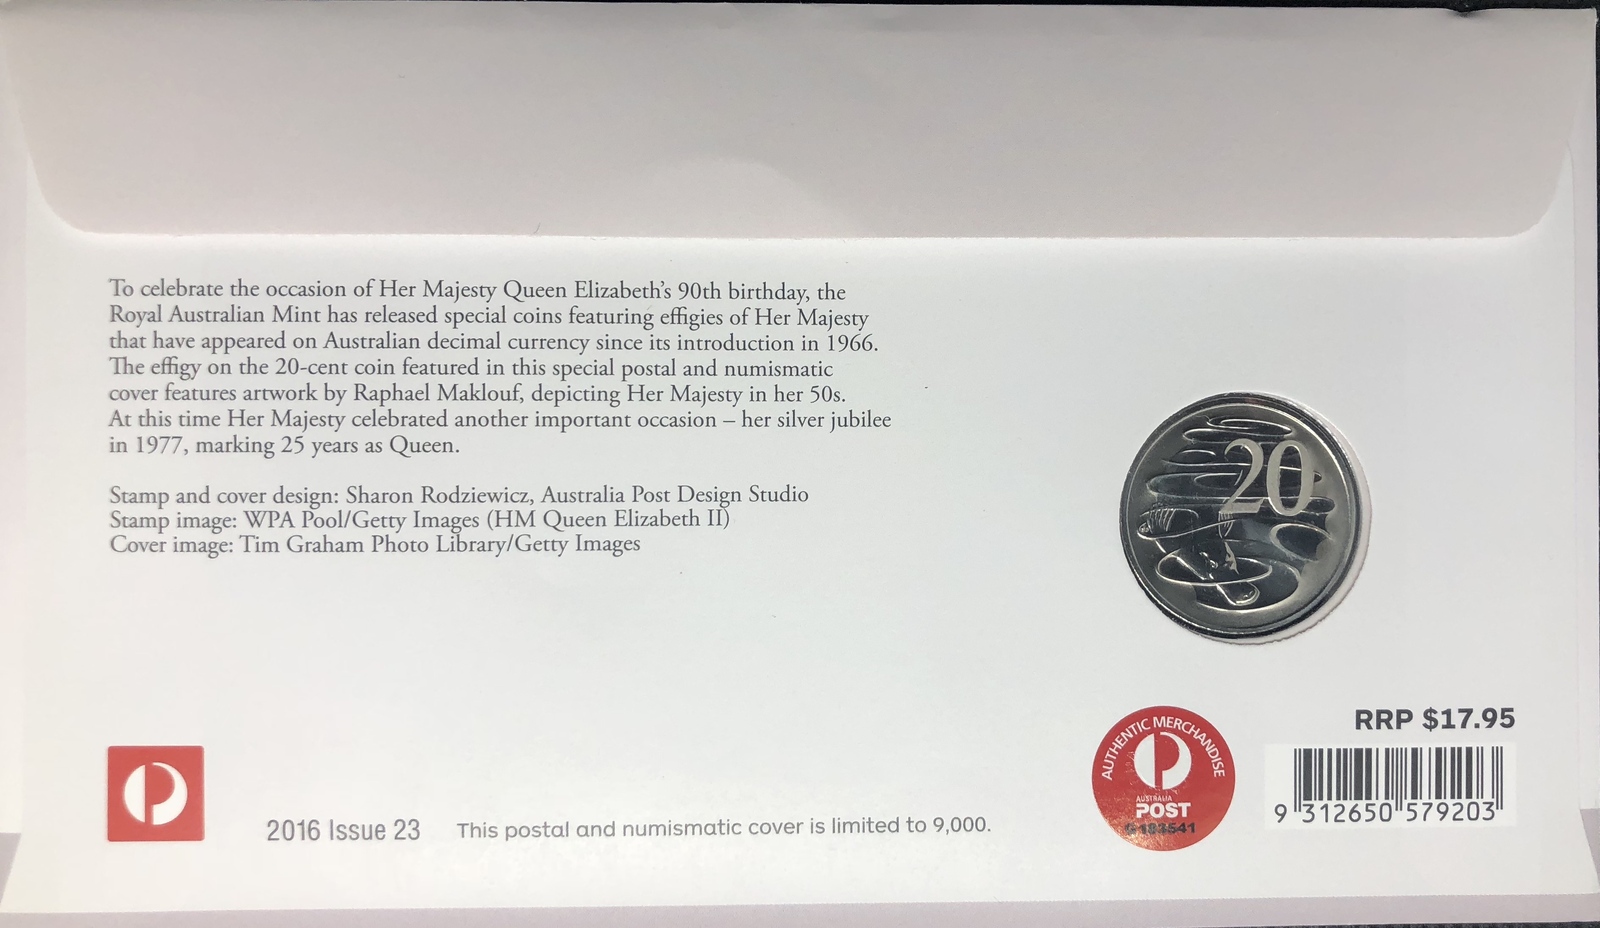 To celebrate the occasion of Her Majesty Queen Elizabeth's 90th birthday, the
Royal Australian Mint has released special coins featuring effigies of Her Majesty
that have appeared on Australian decimal currency since its introduction in 1966.
The effigy on the 20-cent coin featured in this special postal and numismatic
cover features artwork by Raphael Maklouf, depicting Her Majesty in her 50s.
At this time Her Majesty celebrated another important occasion – her silver jubilee
in 1977, marking 25 years as Queen.
Stamp and cover design: Sharon Rodziewicz, Australia Post Design Studio
Stamp image: WPA Pool/Getty Images (HM Queen Elizabeth II)
Cover image: Tim Graham Photo Library/Getty Images
20
2016 Issue 23
This postal and numismatic cover is limited to 9,000.
AUTHENTIC MERCHANDISE
AUSTRALIA
POST
RRP $17.95
9 312650 579203